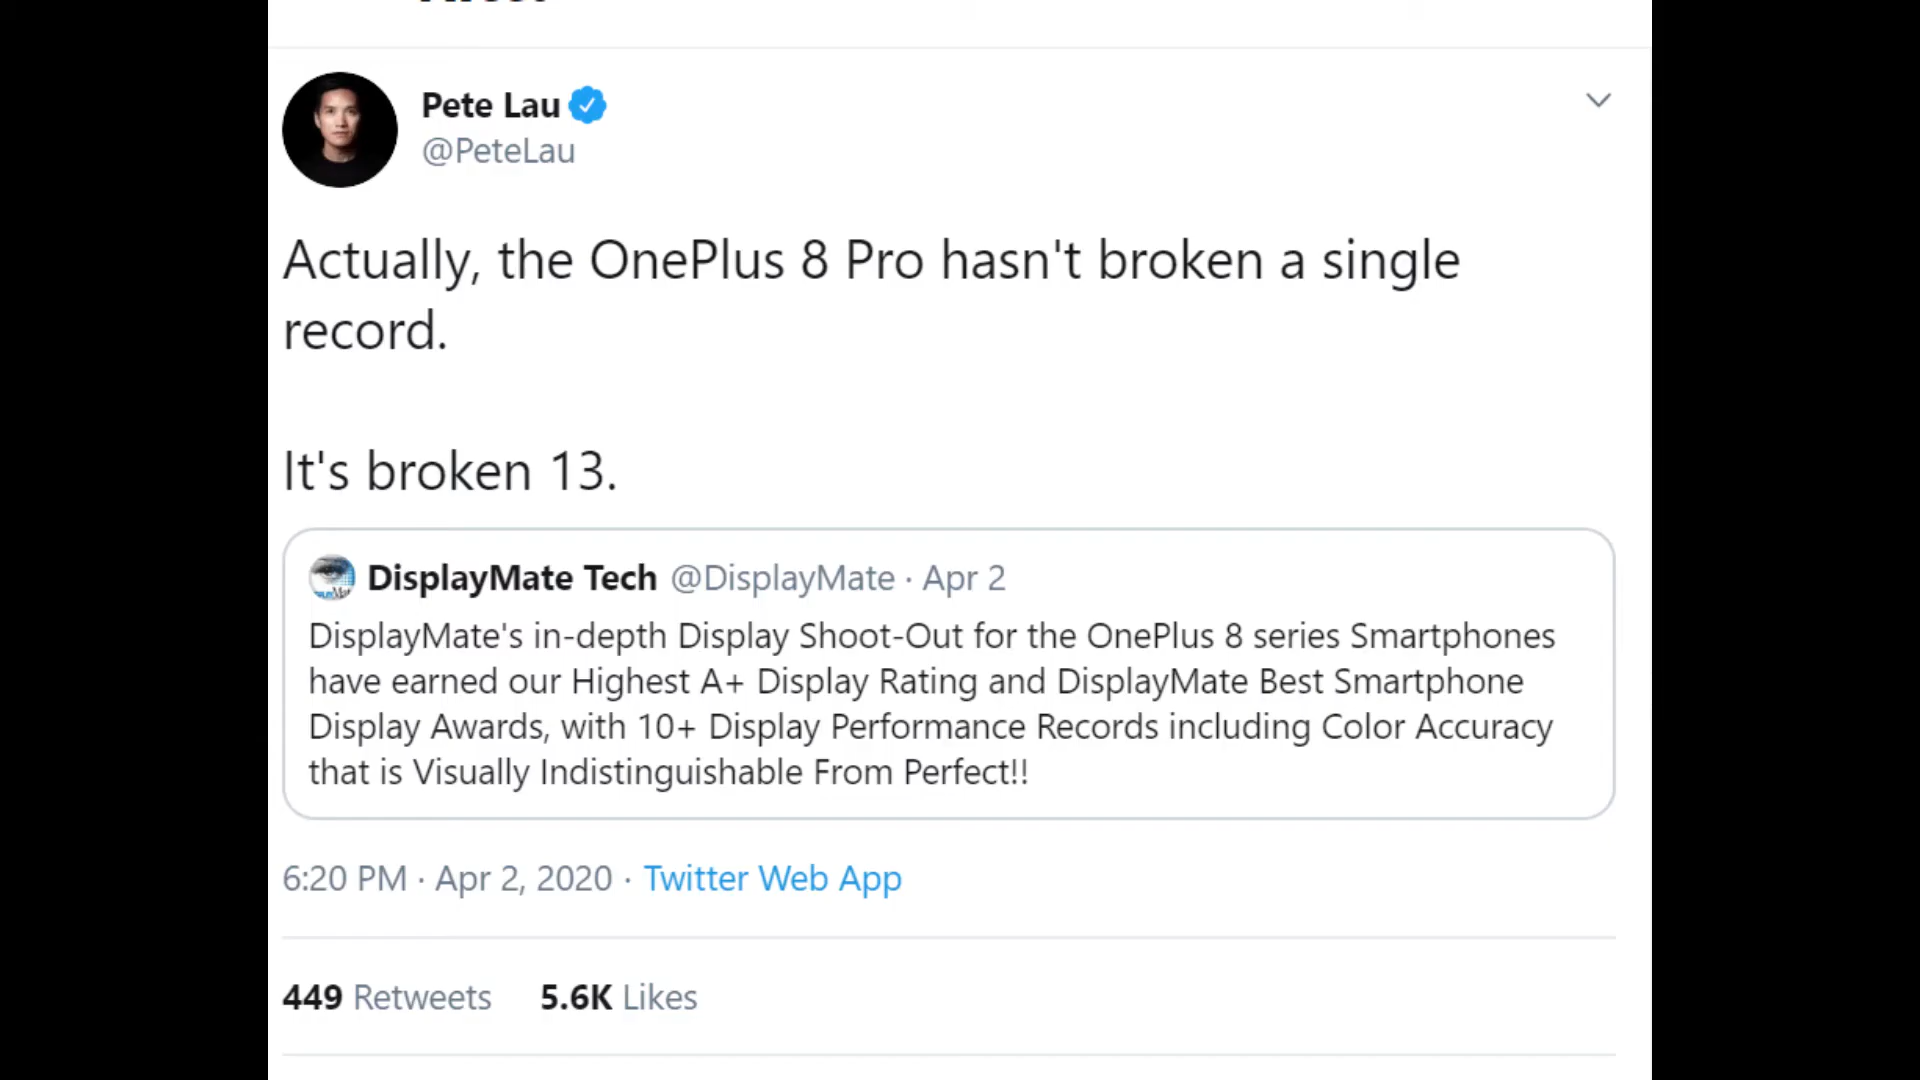 Pete Lau
@PeteLau
Actually, the OnePlus 8 Pro hasn't broken a single
record.
It's broken 13.
DisplayMate Tech @DisplayMate · Apr 2
DisplayMate's in-depth Display Shoot-Out for the OnePlus 8 series Smartphones
have earned our Highest A+ Display Rating and DisplayMate Best Smartphone
Display Awards, with 10+ Display Performance Records including Color Accuracy
that is Visually Indistinguishable From Perfect!!
6:20 PM · Apr 2, 2020 · Twitter Web App
449 Retweets 5.6K Likes